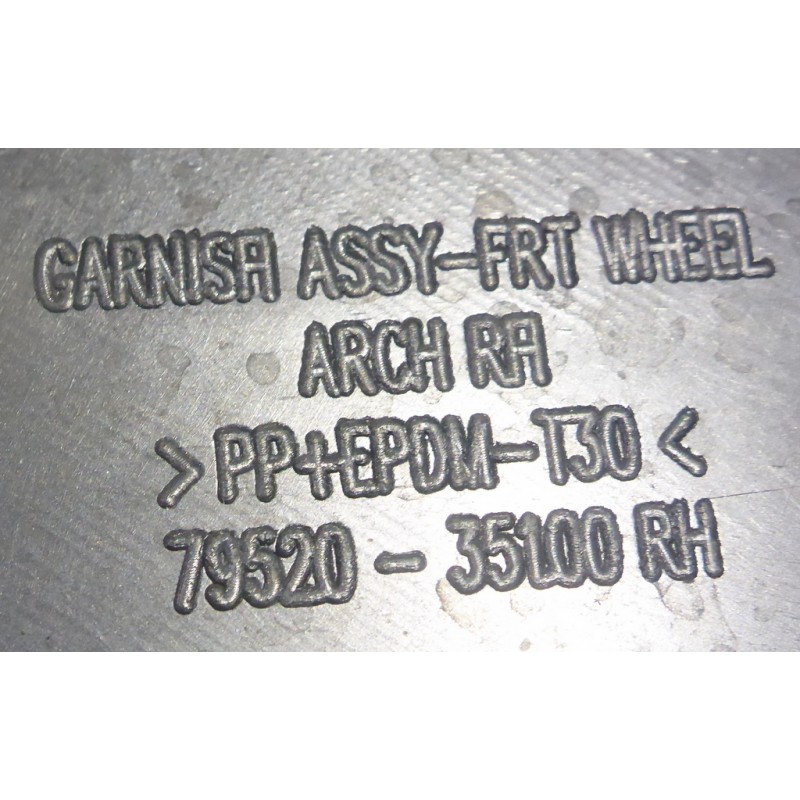 GARNISH ASSY-FRT WHEEL
ARCH RH
>PP+EPDM-T30<
79520-35100 RH